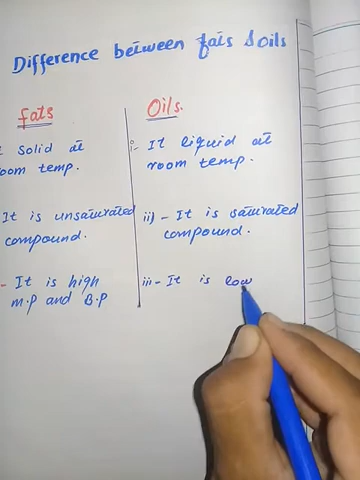 Difference between fats & oils
fats
Oils.
solid at
room temp.
i:- It liquid at
room temp.
It is unsaturated
compound.
ii) - It is saturated
compound.
- It is high
M.P and B.P
iii - It is low